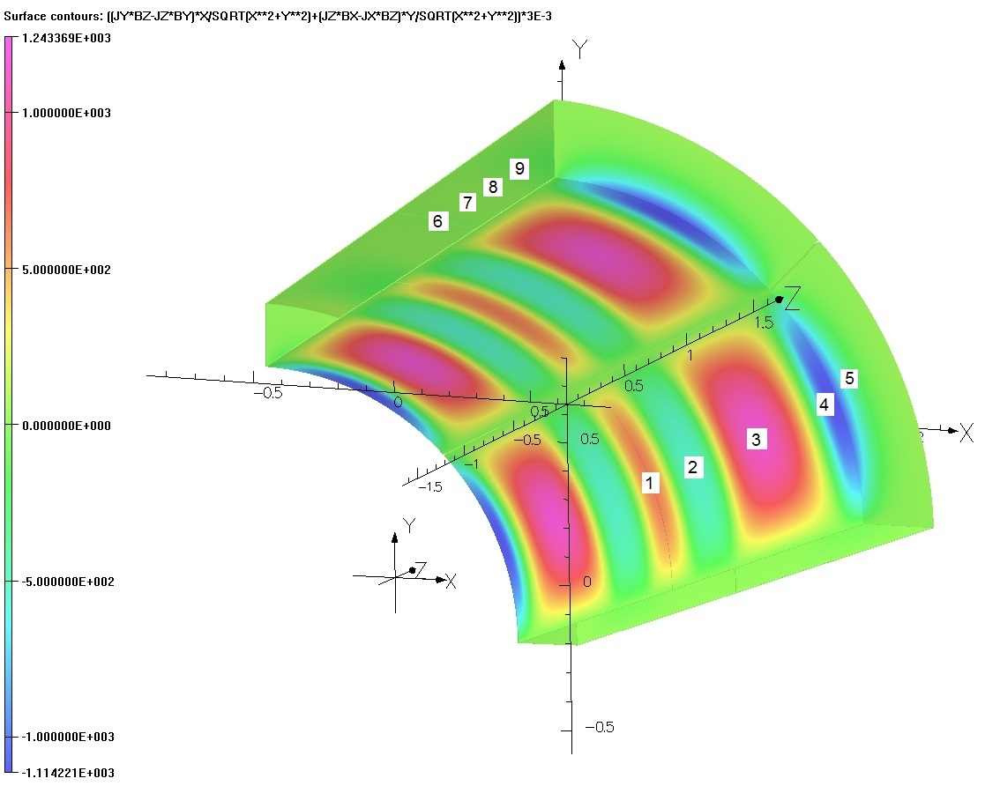 Surface contours: ((JY*BZ-JZ*BY)*X/SQRT(X**2+Y**2)+(JZ*BX-JX*BZ)*Y/SQRT(X**2+Y**2))*3E-3
1.243369E+003
1.000000E+003
5.000000E+002
0.000000E+000
-5.000000E+002
-1.000000E+003
-1.114221E+003
Y
9
8
7
6
Z
1.5
1
0.5
5
4
3
2
1
−0.5
0
0.5
−0.5
0.5
−1
−1.5
X
Y
Z
X
0
−0.5